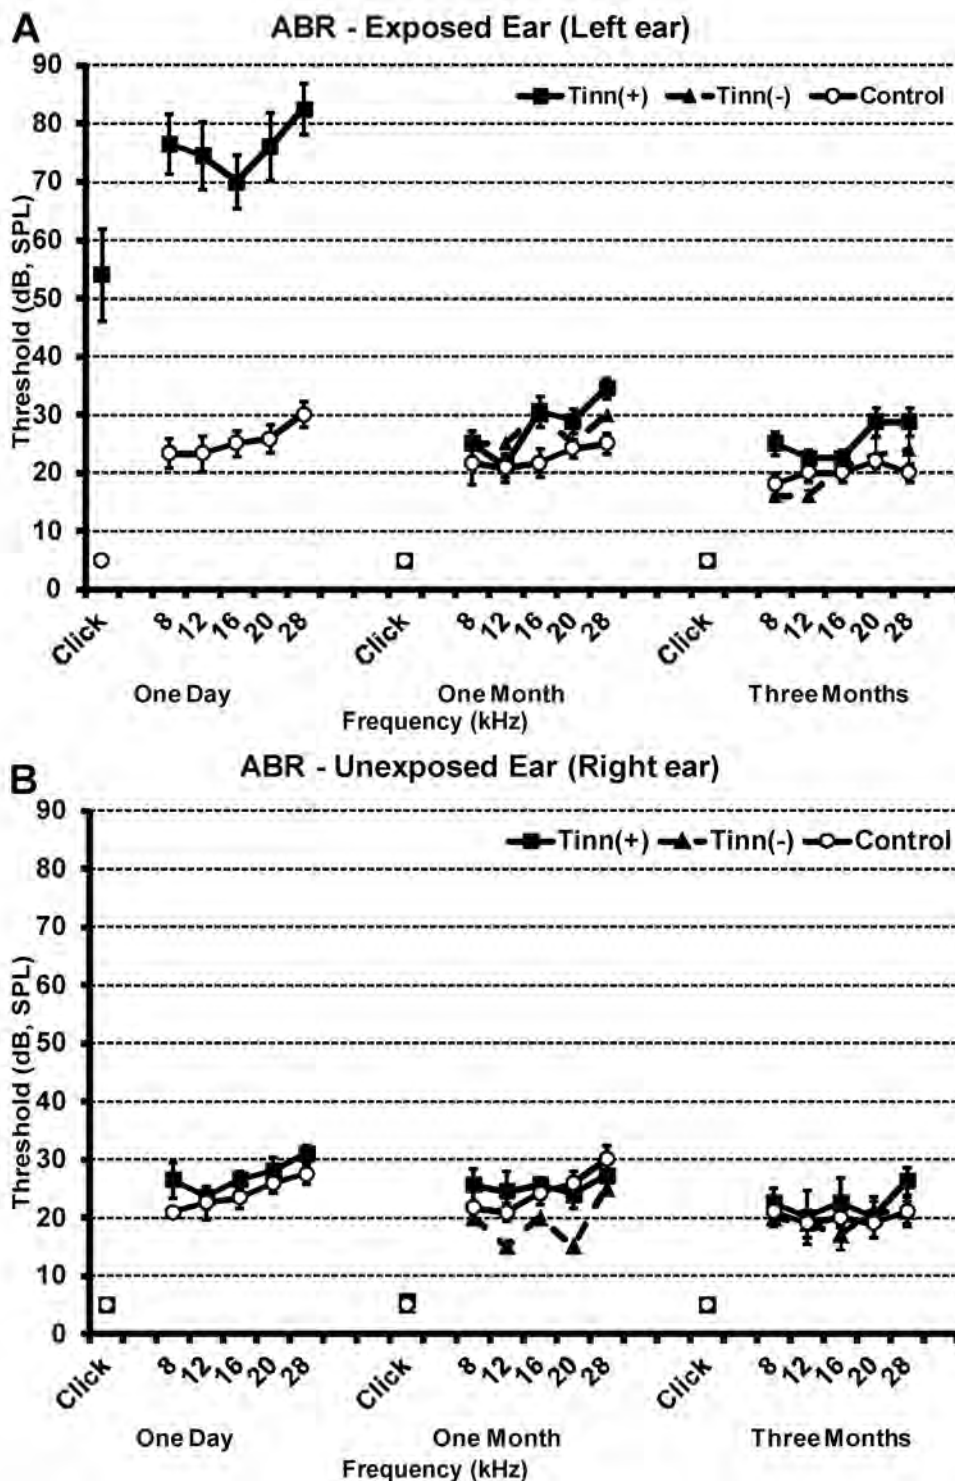 A
ABR - Exposed Ear (Left ear)
Tinn(+) Tinn(-) Control
Threshold (dB, SPL)
90
80
70
60
50
40
30
20
10
0
Click 8 12 16 20 28 Click 8 12 16 20 28 Click 8 12 16 20 28
One Day One Month Three Months
Frequency (kHz)
B
ABR - Unexposed Ear (Right ear)
Tinn(+) Tinn(-) Control
Threshold (dB, SPL)
90
80
70
60
50
40
30
20
10
0
Click 8 12 16 20 28 Click 8 12 16 20 28 Click 8 12 16 20 28
One Day One Month Three Months
Frequency (kHz)